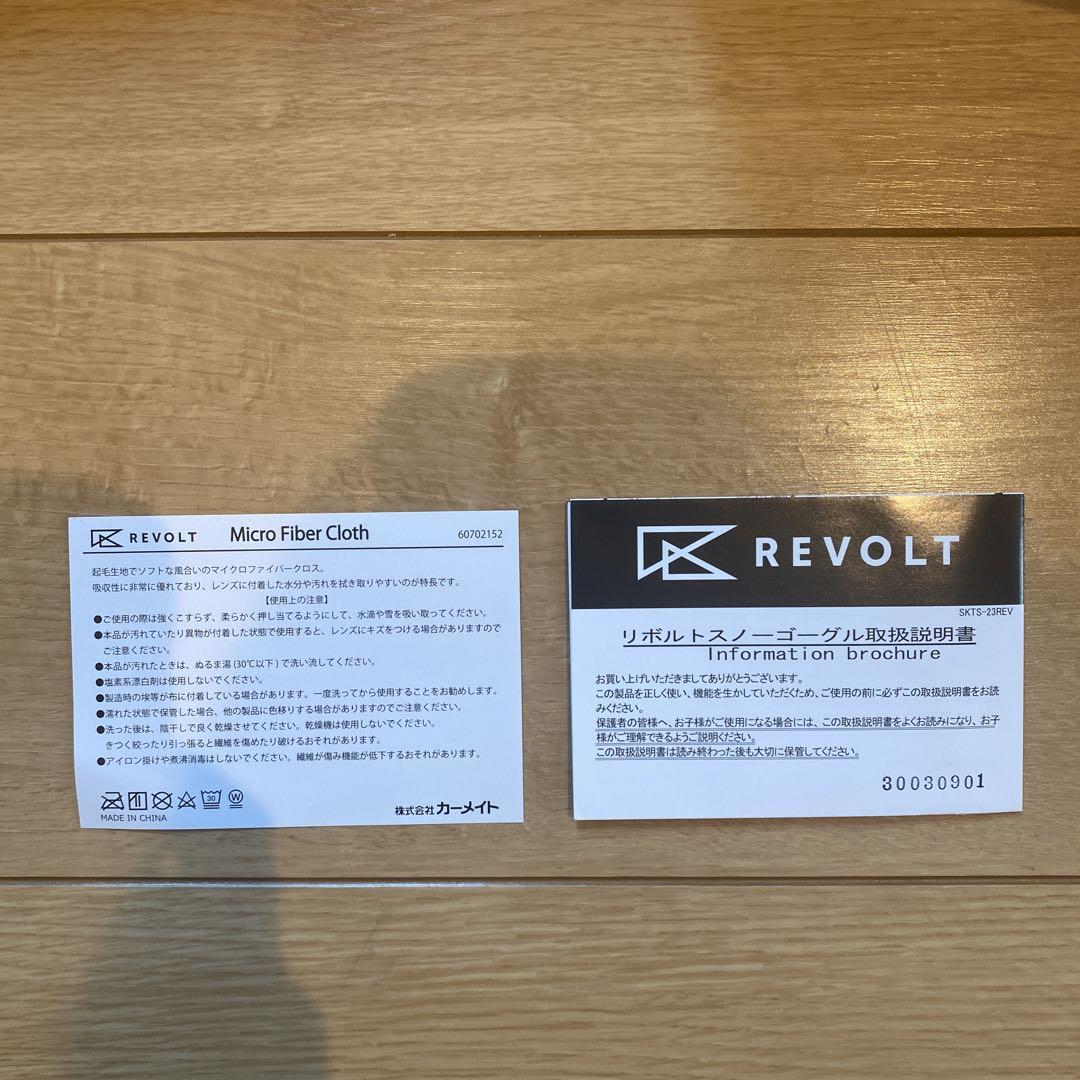 REVOLT Micro Fiber Cloth 60702152
起毛生地でソフトな風合いのマイクロファイバークロス。
吸収性に非常に優れており、レンズに付着した水分や汚れを拭き取りやすいのが特長です。
【使用上の注意】
●ご使用の際は強くこすらず、柔らかく押し当てるようにして、水滴や雪を吸い取ってください。
●本品が汚れていたり異物が付着した状態で使用すると、レンズにキズをつける場合がありますので
ご注意ください。
●本品が汚れたときは、ぬるま湯(30℃以下)で洗い流してください。
●塩素系漂白剤は使用しないでください。
●製造時の埃等が布に付着している場合があります。一度洗ってから使用することをお勧めします。
●濡れた状態で保管した場合、他の製品に色移りする場合がありますのでご注意ください。
●洗った後は、陰干しで良く乾燥させてください。乾燥機は使用しないでください。
きつく絞ったり引っ張ると繊維を傷めたり破けるおそれがあります。
●アイロン掛けや煮沸消毒はしないでください。繊維が傷み機能が低下するおそれがあります。
30 W
MADE IN CHINA
株式会社カーメイト
REVOLT
SKTS-23REV
リボルトスノーゴーグル取扱説明書
Information brochure
お買い上げいただきましてありがとうございます。
この製品を正しく使い、機能を生かしていただくため、ご使用の前に必ずこの取扱説明書をお読
みください。
保護者の皆様へ、お子様がご使用になる場合には、この取扱説明書をよくお読みになり、お子
様がご理解できるようご説明ください。
この取扱説明書は読み終わった後も大切に保管してください。
30030901